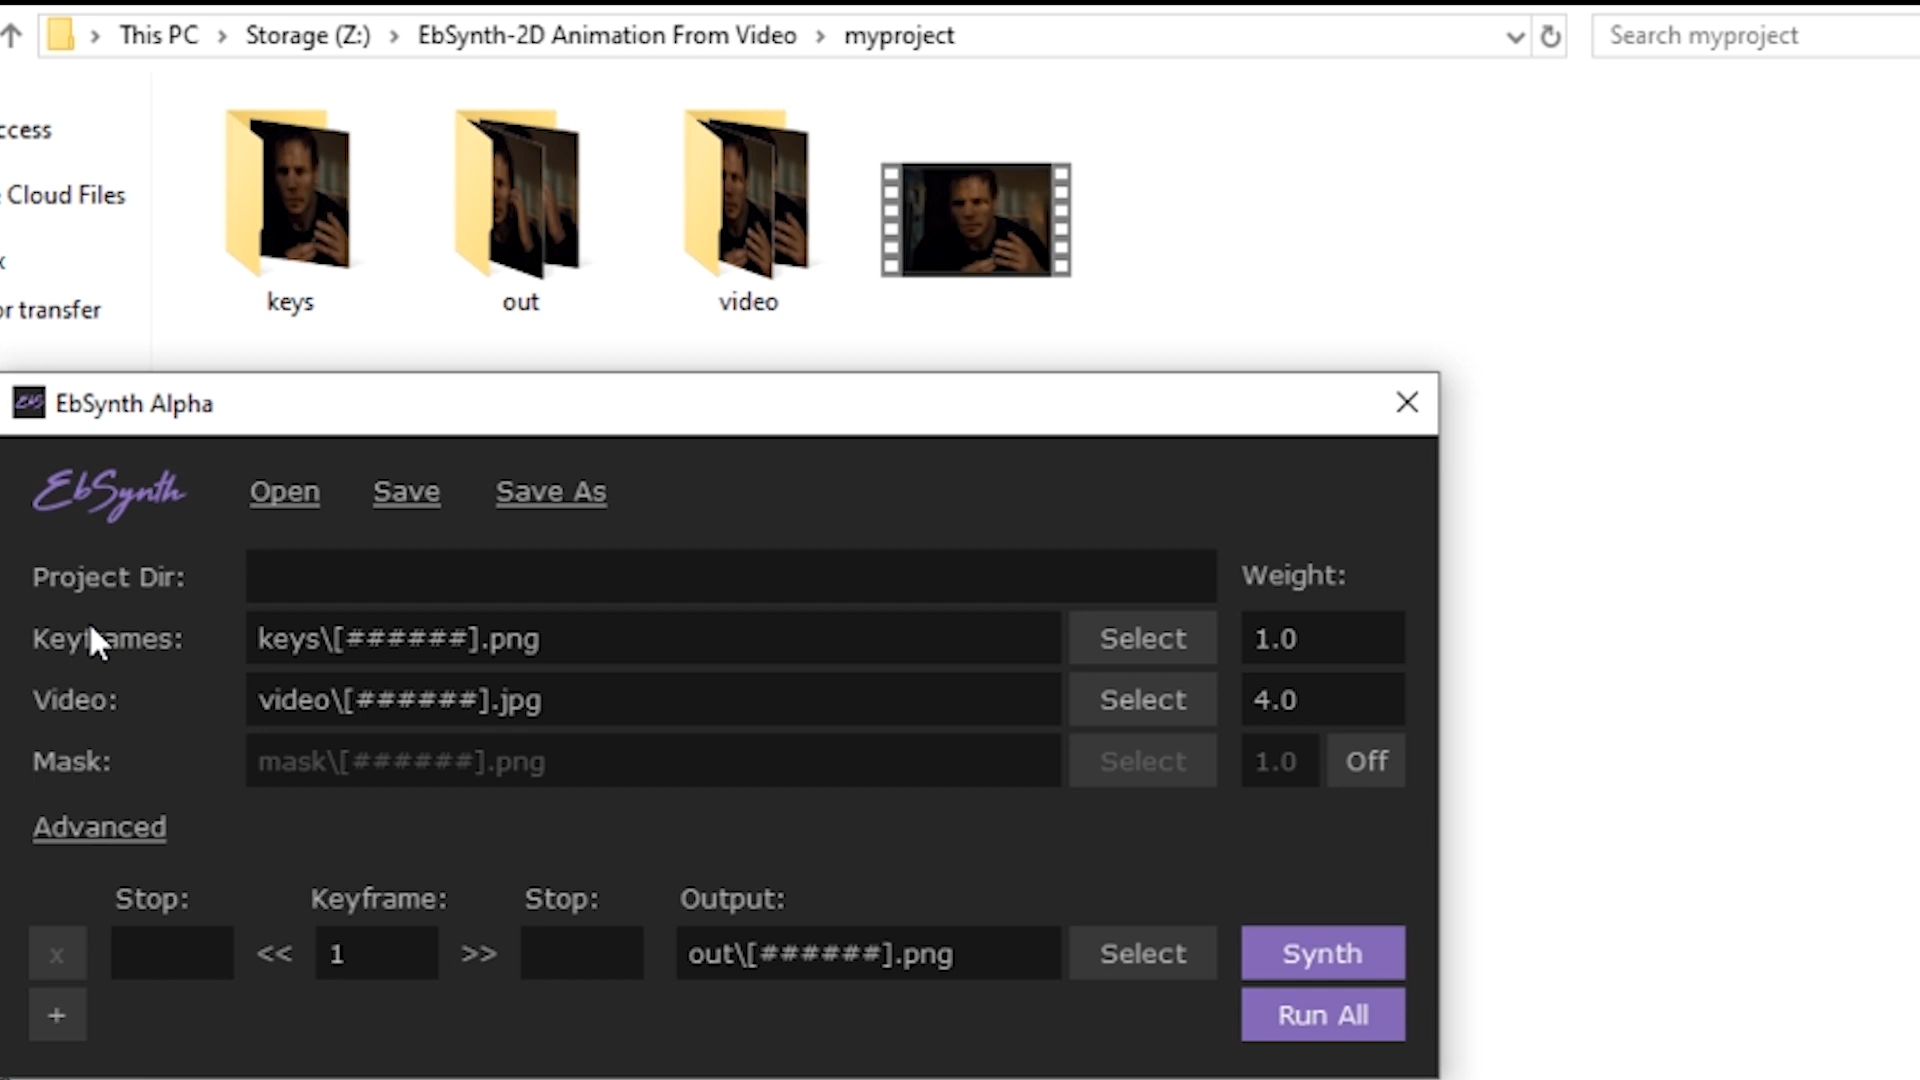 This PC > Storage (Z:) > EbSynth-2D Animation From Video > myproject
Search myproject
ccess
Cloud Files
x
or transfer
keys
out
video
EbSynth Alpha
EbSynth
Open
Save
Save As
Project Dir:
Weight:
Keyframes:
keys\[######].png
Select
1.0
Video:
video\[######].jpg
Select
4.0
Mask:
mask\[######].png
Select
1.0
Off
Advanced
Stop:
Keyframe:
Stop:
Output:
x
<<
1
>>
out\[######].png
Select
Synth
+
Run All